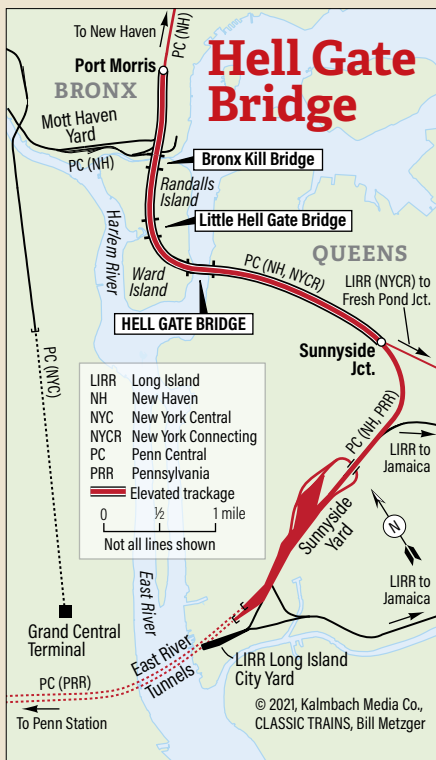 Hell Gate
Bridge
To New Haven
PC (NH)
Port Morris
BRONX
Mott Haven
Yard
PC (NH)
Bronx Kill Bridge
Randalls
Island
Little Hell Gate Bridge
Harlem River
QUEENS
PC (NH, NYCR)
LIRR (NYCR) to
Fresh Pond Jct.
Ward
Island
HELL GATE BRIDGE
Sunnyside
Jct.
PC (NYC)
LIRR Long Island
NH New Haven
NYC New York Central
NYCR New York Connecting
PC Penn Central
PRR Pennsylvania
Elevated trackage
0 ½ 1 mile
Not all lines shown
PC (NH, PRR)
LIRR to
Jamaica
Sunnyside
Yard
N
LIRR to
Jamaica
East River
Grand Central
Terminal
East River
Tunnels
LIRR Long Island
City Yard
PC (PRR)
To Penn Station
© 2021, Kalmbach Media Co.,
CLASSIC TRAINS, Bill Metzger